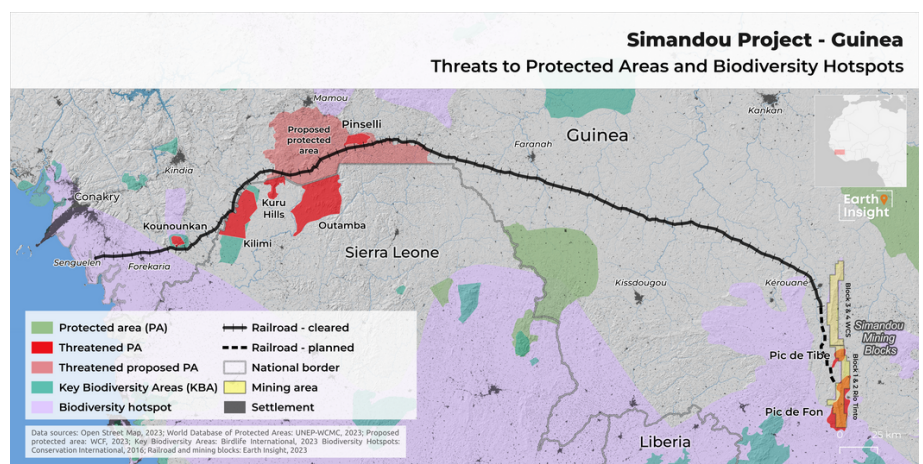 Simandou Project - Guinea
Threats to Protected Areas and Biodiversity Hotspots
Mamou
Kankan
Pinselli
Proposed
protected
area
Guinea
Faranah
Kindia
Conakry
Earth
Insight
Kuru
Hills
Kounounkan
Outamba
Kilimi
Sierra Leone
Senguelen
Forekaria
Kissdougou
Kérouané
Block 3 & 4 WCS
Simandou
Mining
Blocks
Pic de Tibe
Block 1 & 2 Rio Tinto
Pic de Fon
Liberia
0 25 km
Protected area (PA)
Threatened PA
Threatened proposed PA
Key Biodiversity Areas (KBA)
Biodiversity hotspot
Railroad - cleared
Railroad - planned
National border
Mining area
Settlement
Data sources: Open Street Map, 2023; World Database of Protected Areas: UNEP-WCMC, 2023; Proposed
protected area: WCF, 2023; Key Biodiversity Areas: Birdlife International, 2023 Biodiversity Hotspots:
Conservation International, 2016; Railroad and mining blocks: Earth Insight, 2023